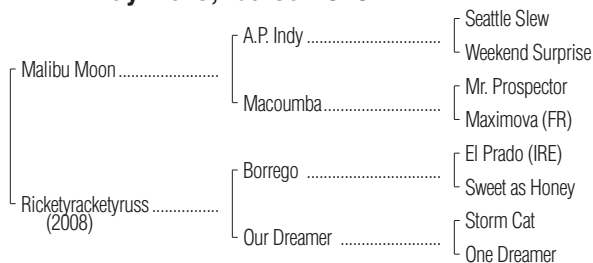 A.P. Indy
Seattle Slew
Weekend Surprise
Malibu Moon
Macoumba
Mr. Prospector
Maximova (FR)
Borrego
El Prado (IRE)
Sweet as Honey
Ricketyracketyruss
(2008)
Our Dreamer
Storm Cat
One Dreamer